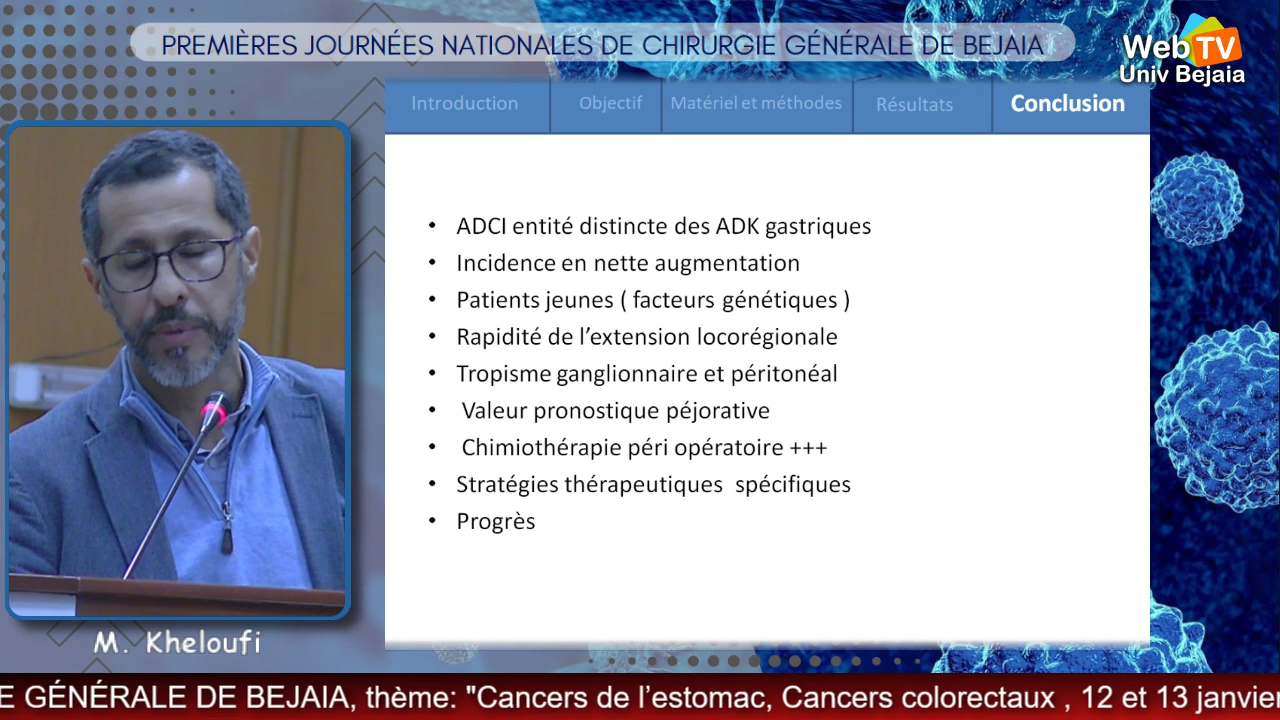 PREMIÈRES JOURNÉES NATIONALES DE CHIRURGIE GÉNÉRALE DE BEJAIA
Web TV
Univ Bejaia
Introduction Objectif Matériel et méthodes Résultats Conclusion
• ADCI entité distincte des ADK gastriques
• Incidence en nette augmentation
• Patients jeunes ( facteurs génétiques )
• Rapidité de l’extension locorégionale
• Tropisme ganglionnaire et péritonéal
• Valeur pronostique péjorative
• Chimiothérapie péri opératoire +++
• Stratégies thérapeutiques spécifiques
• Progrès
M. Kheloufi
E GÉNÉRALE DE BEJAIA, thème: "Cancers de l’estomac, Cancers colorectaux , 12 et 13 janvier